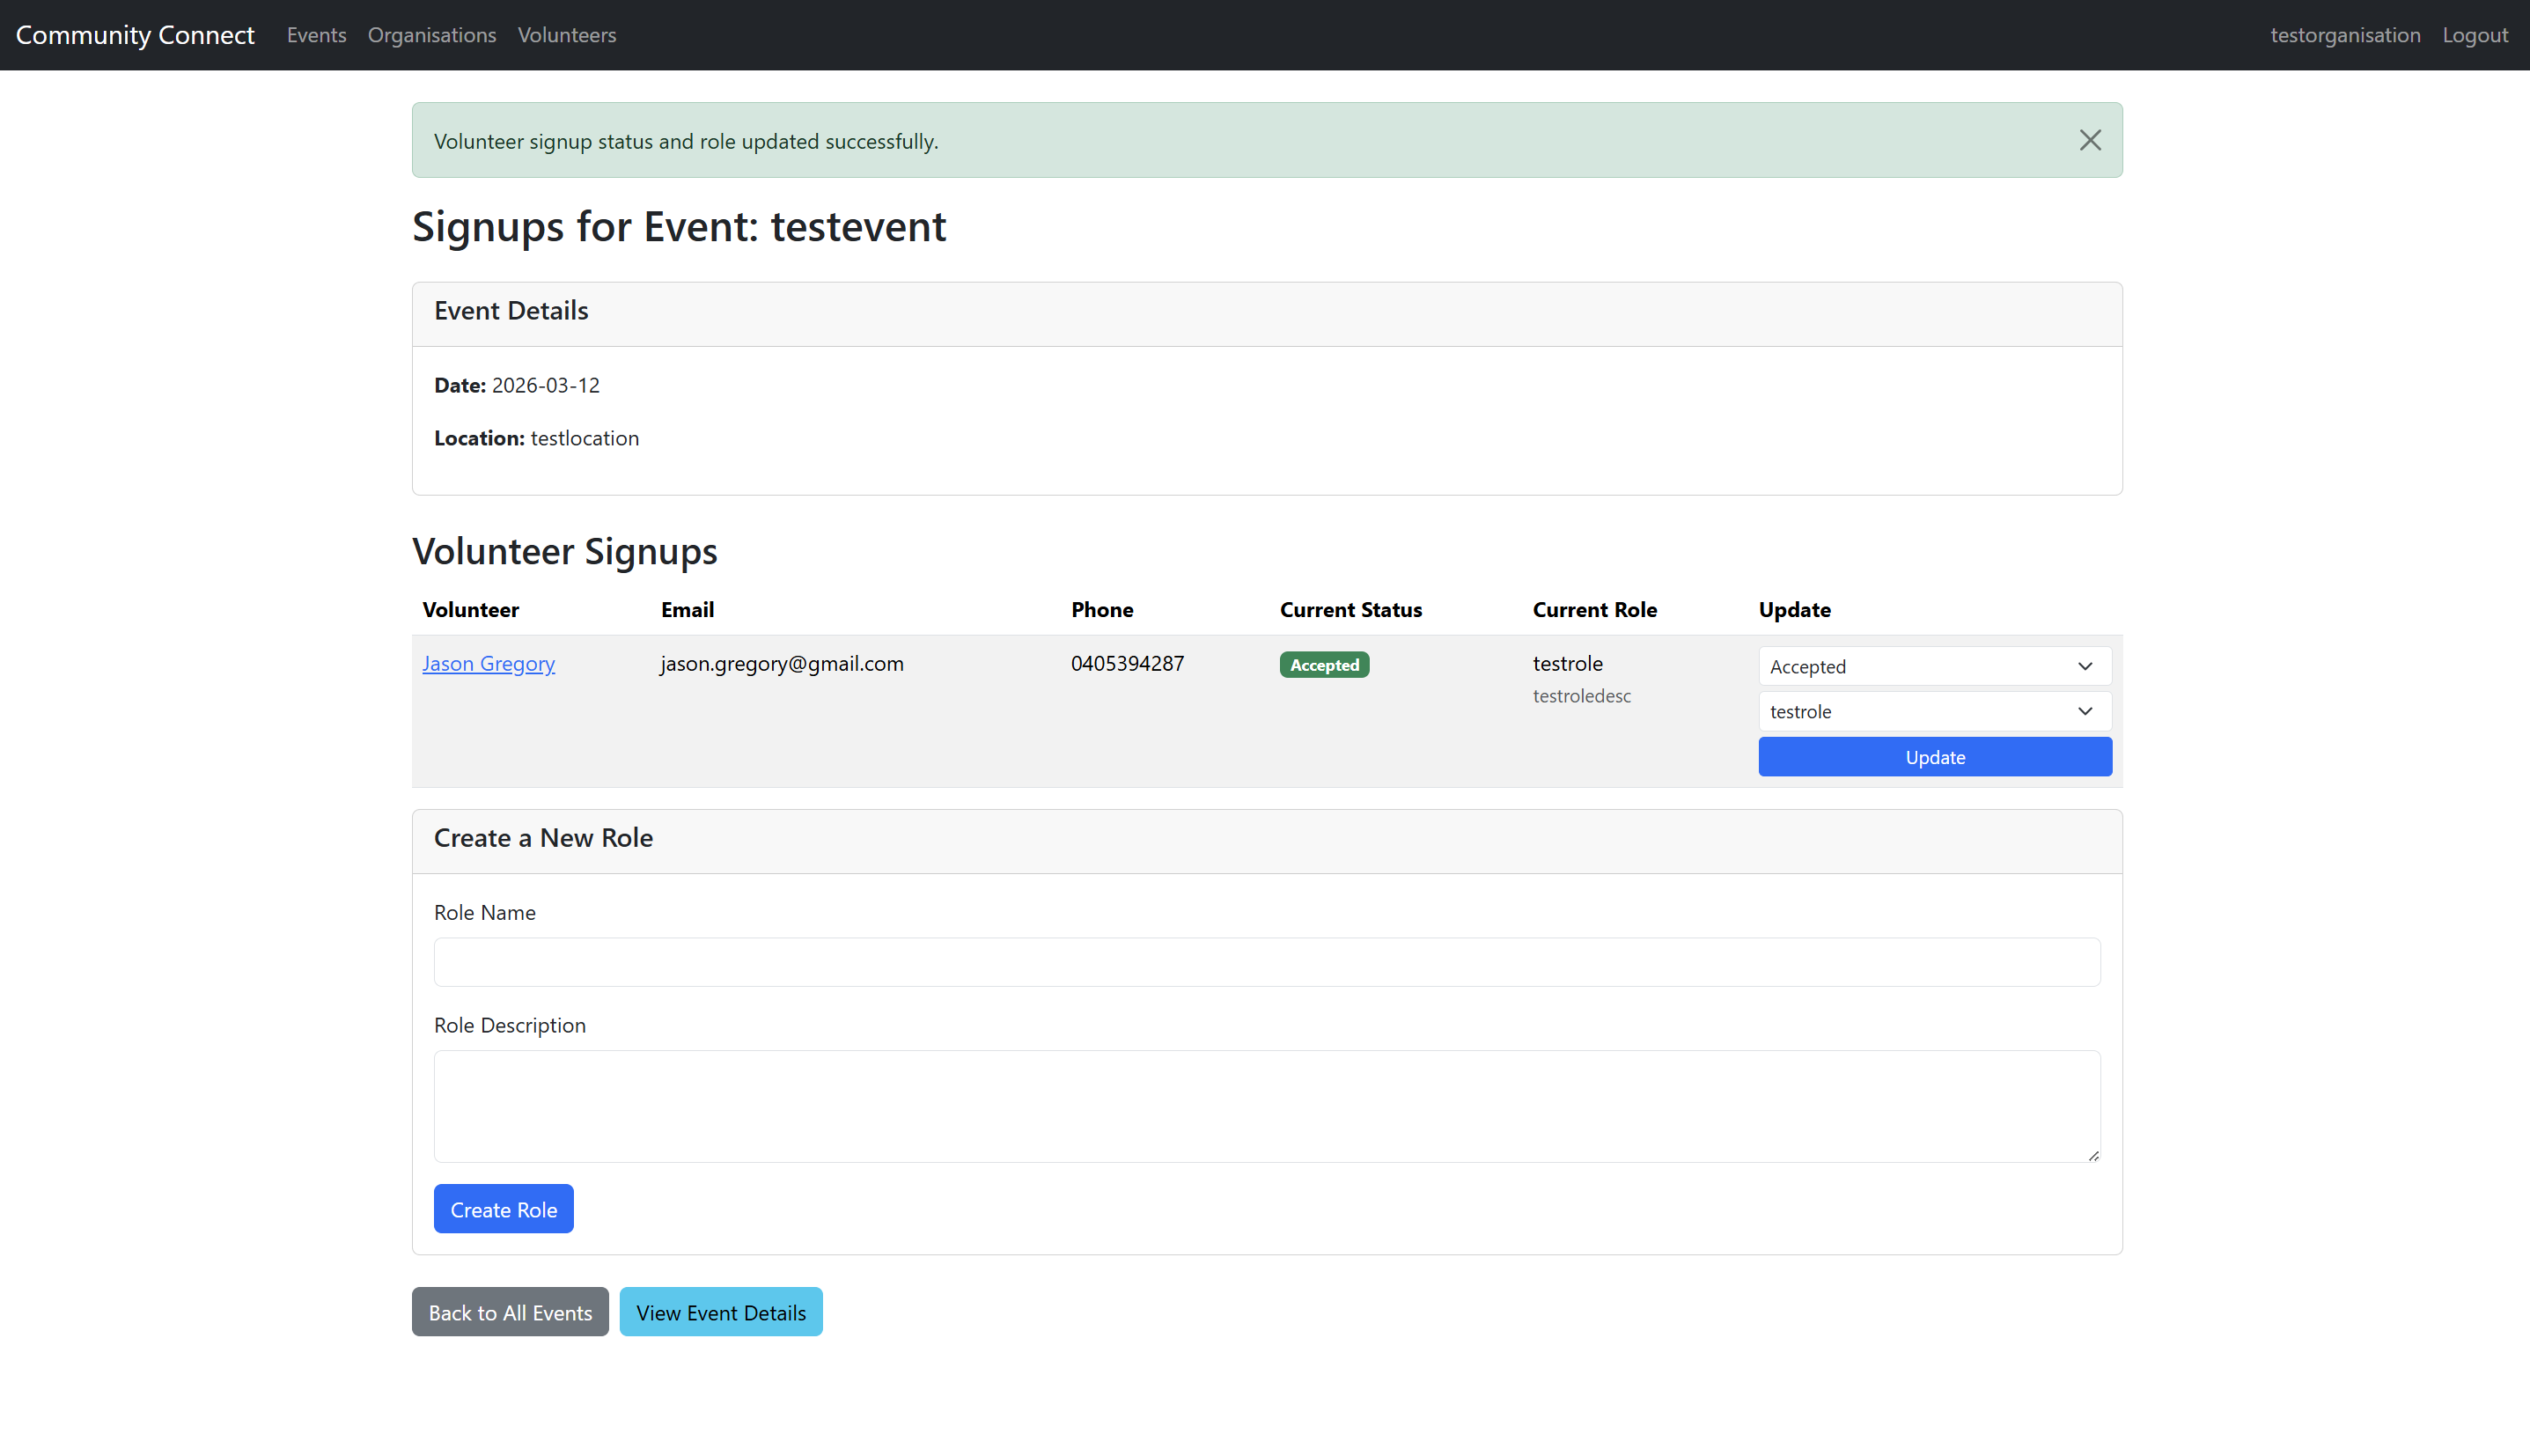 Community Connect Events Organisations Volunteers testorganisation Logout
Volunteer signup status and role updated successfully.
Signups for Event: testevent
Event Details
Date: 2026-03-12
Location: testlocation
Volunteer Signups
Volunteer Email Phone Current Status Current Role Update
Jason Gregory jason.gregory@gmail.com 0405394287 Accepted testrole Accepted
testroledesc testrole
Update
Create a New Role
Role Name
Role Description
Create Role
Back to All Events View Event Details